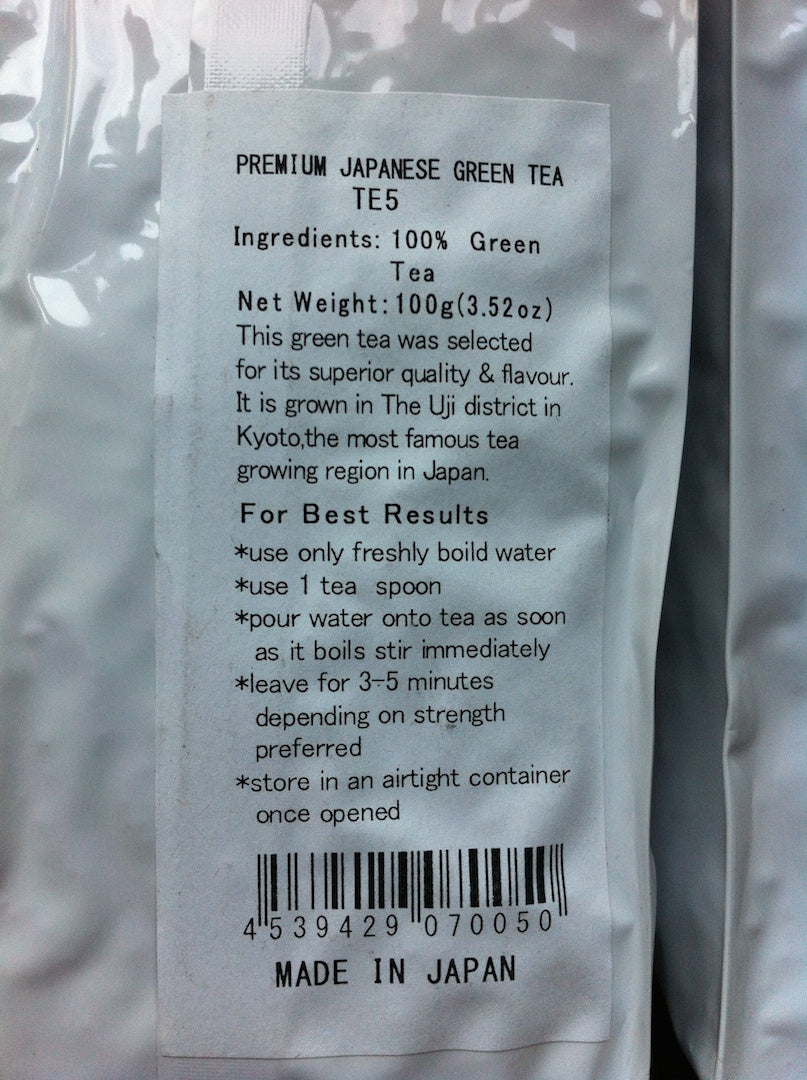 PREMIUM JAPANESE GREEN TEA
TE5
Ingredients: 100% Green
Tea
Net Weight:100g(3.52oz)
This green tea was selected
for its superior quality & flavour.
It is grown in The Uji district in
Kyoto,the most famous tea
growing region in Japan.
For Best Results
*use only freshly boild water
*use 1 tea spoon
*pour water onto tea as soon
as it boils stir immediately
*leave for 3-5 minutes
depending on strength
preferred
*store in an airtight container
once opened
4 539429 070050
MADE IN JAPAN